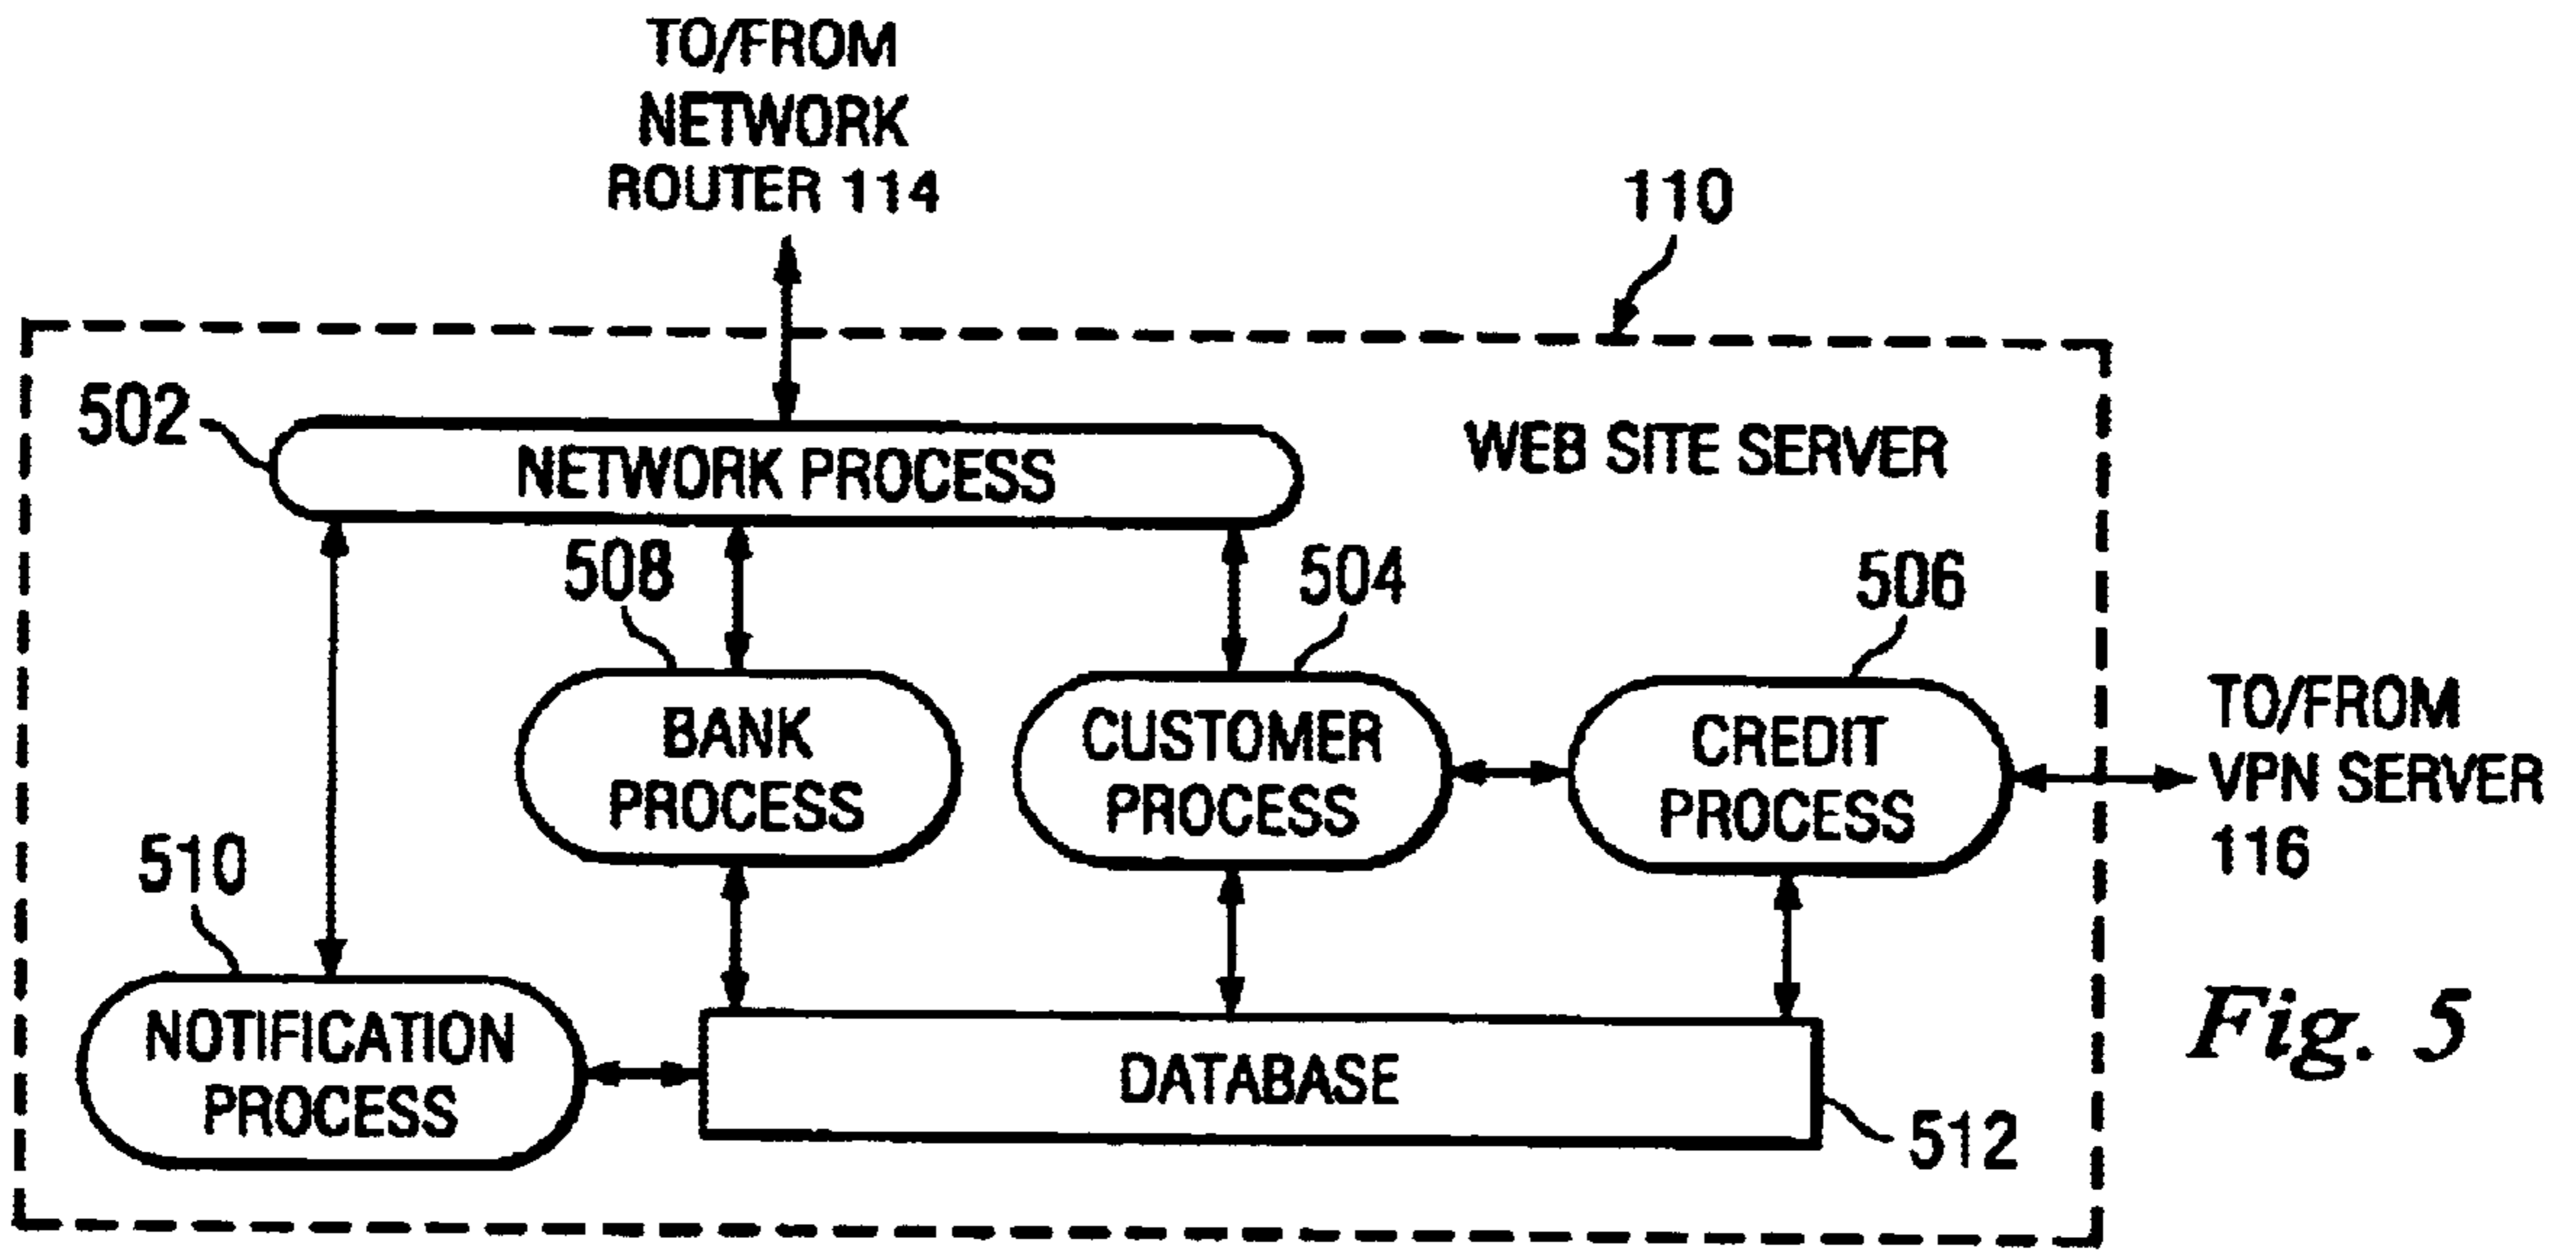 TO/FROM
NETWORK
ROUTER 114
110
502
NETWORK PROCESS
WEB SITE SERVER
508
504
506
BANK
PROCESS
CUSTOMER
PROCESS
CREDIT
PROCESS
TO/FROM
VPN SERVER
116
510
NOTIFICATION
PROCESS
DATABASE
512
Fig. 5